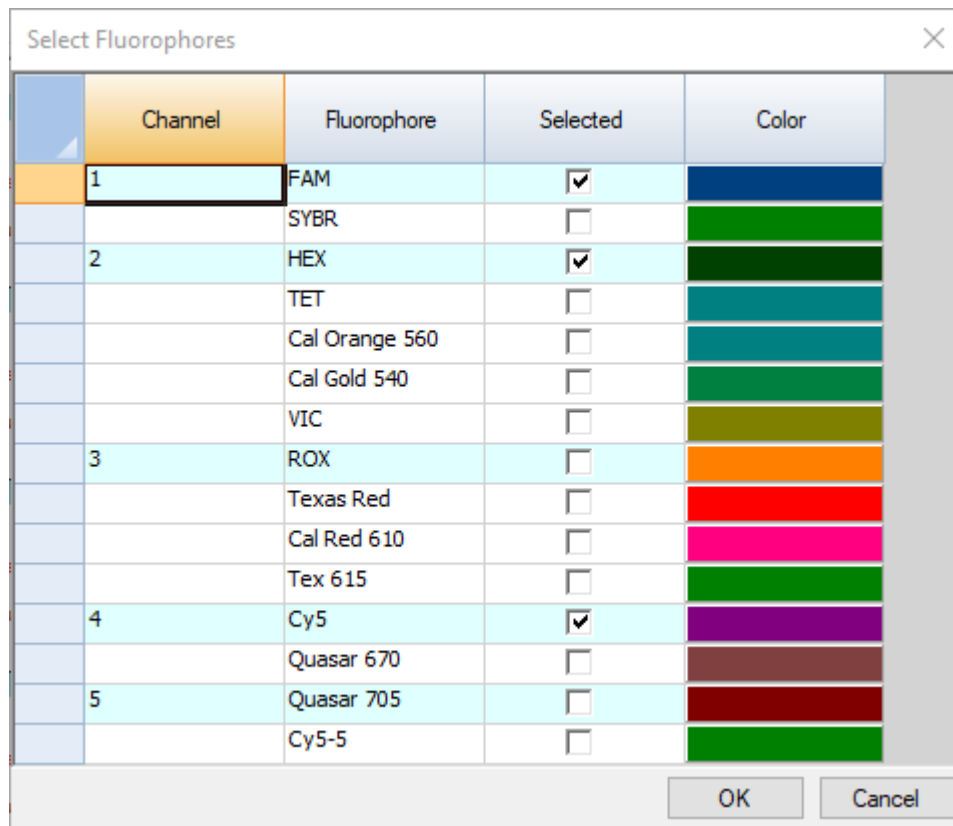 Select Fluorophores
Channel Fluorophore Selected Color
1 FAM
SYBR
2 HEX
TET
Cal Orange 560
Cal Gold 540
VIC
3 ROX
Texas Red
Cal Red 610
Tex 615
4 Cy5
Quasar 670
5 Quasar 705
Cy5-5
OK Cancel